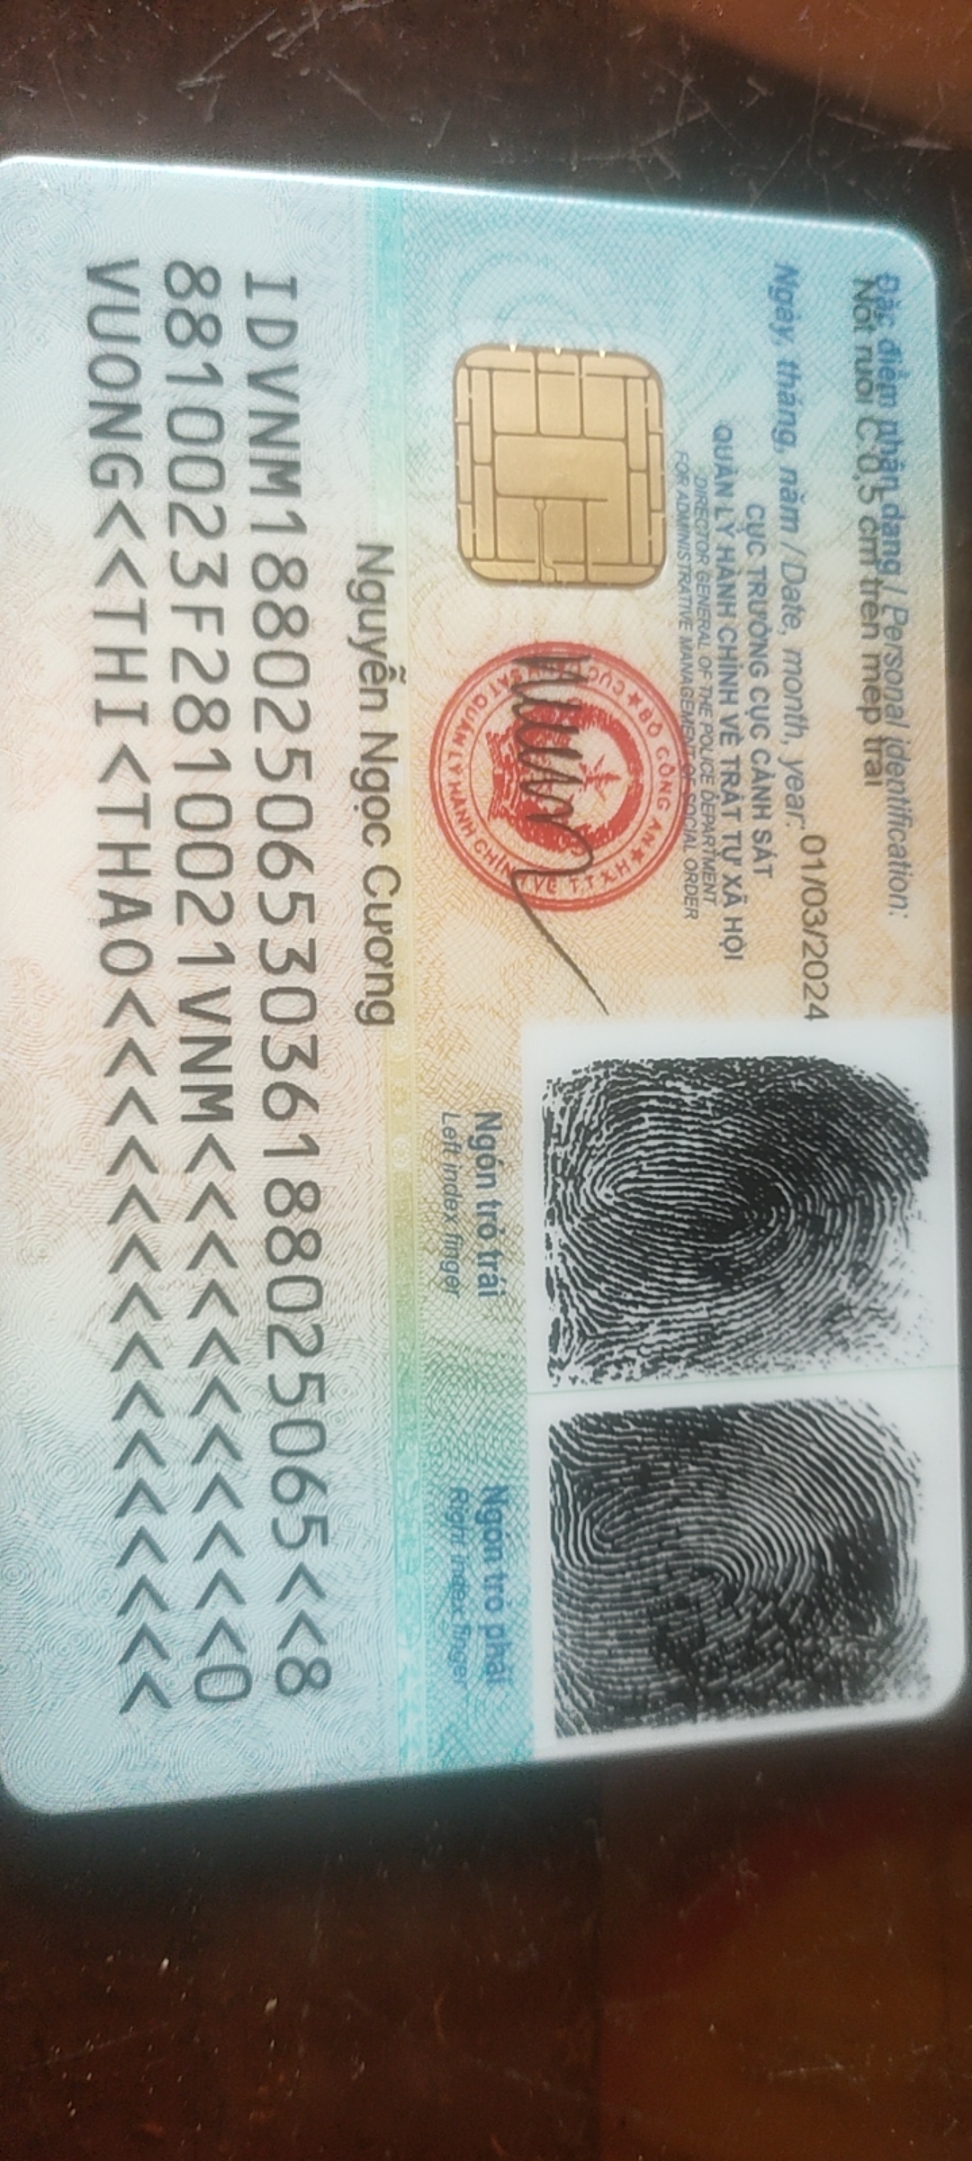 Đặc điểm nhân dạng / Personal identification:
Nốt ruồi C 0,5 cm trên mép trái
Ngày, tháng, năm / Date, month, year: 01/03/2024
CỤC TRƯỞNG CỤC CẢNH SÁT
QUẢN LÝ HÀNH CHÍNH VỀ TRẬT TỰ XÃ HỘI
DIRECTOR GENERAL OF THE POLICE DEPARTMENT
FOR ADMINISTRATIVE MANAGEMENT OF SOCIAL ORDER
BỘ CÔNG AN
CỤC CẢNH SÁT QUẢN LÝ HÀNH CHÍNH VỀ TTXH
Nguyễn Ngọc Cương
Ngón trỏ trái
Left index finger
Ngón trỏ phải
Right index finger
IDVNM1880250653036188025065<<8
8810023F2810021VNM<<<<<<<<<<<0
VUONG<<THI<THAO<<<<<<<<<<<<<<<